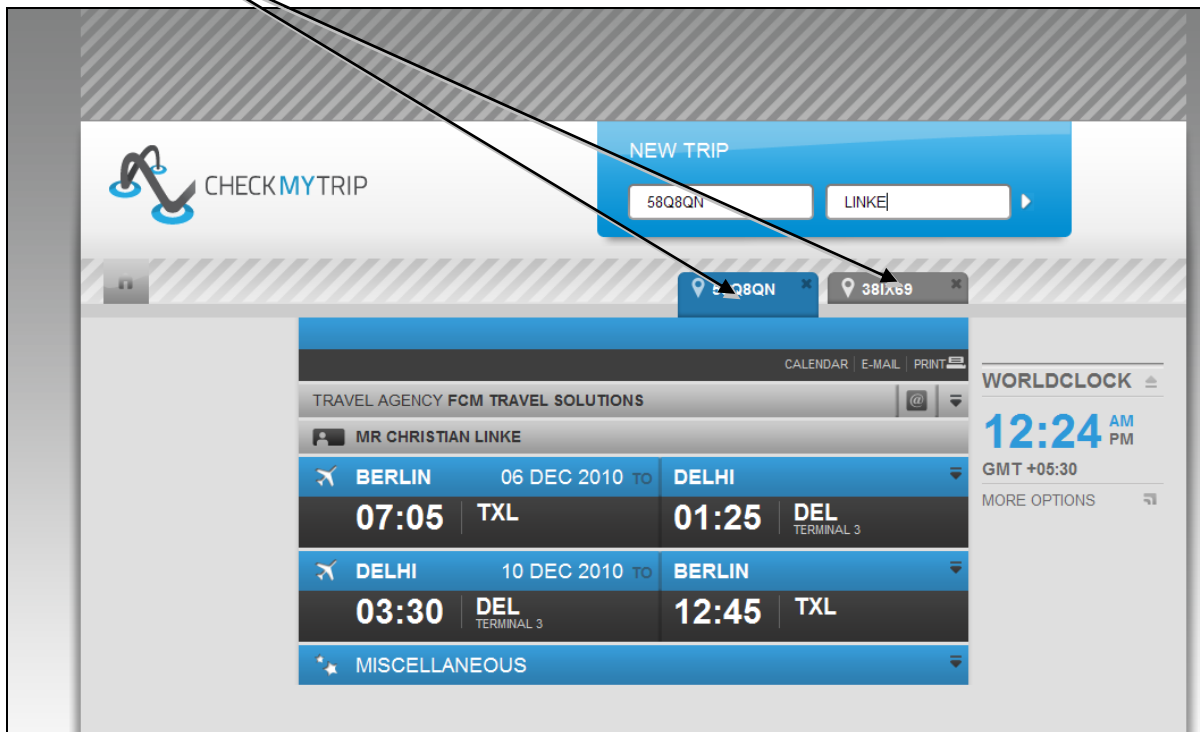 NEW TRIP
CHECKMYTRIP
58Q8QN LINKE
Q8QN 38IX69
CALENDAR E-MAIL PRINT
TRAVEL AGENCY FCM TRAVEL SOLUTIONS
MR CHRISTIAN LINKE
BERLIN 06 DEC 2010 TO DELHI
07:05 TXL 01:25 DEL
TERMINAL 3
DELHI 10 DEC 2010 TO BERLIN
03:30 DEL 12:45 TXL
TERMINAL 3
MISCELLANEOUS
WORLDCLOCK
12:24 AM
PM
GMT +05:30
MORE OPTIONS